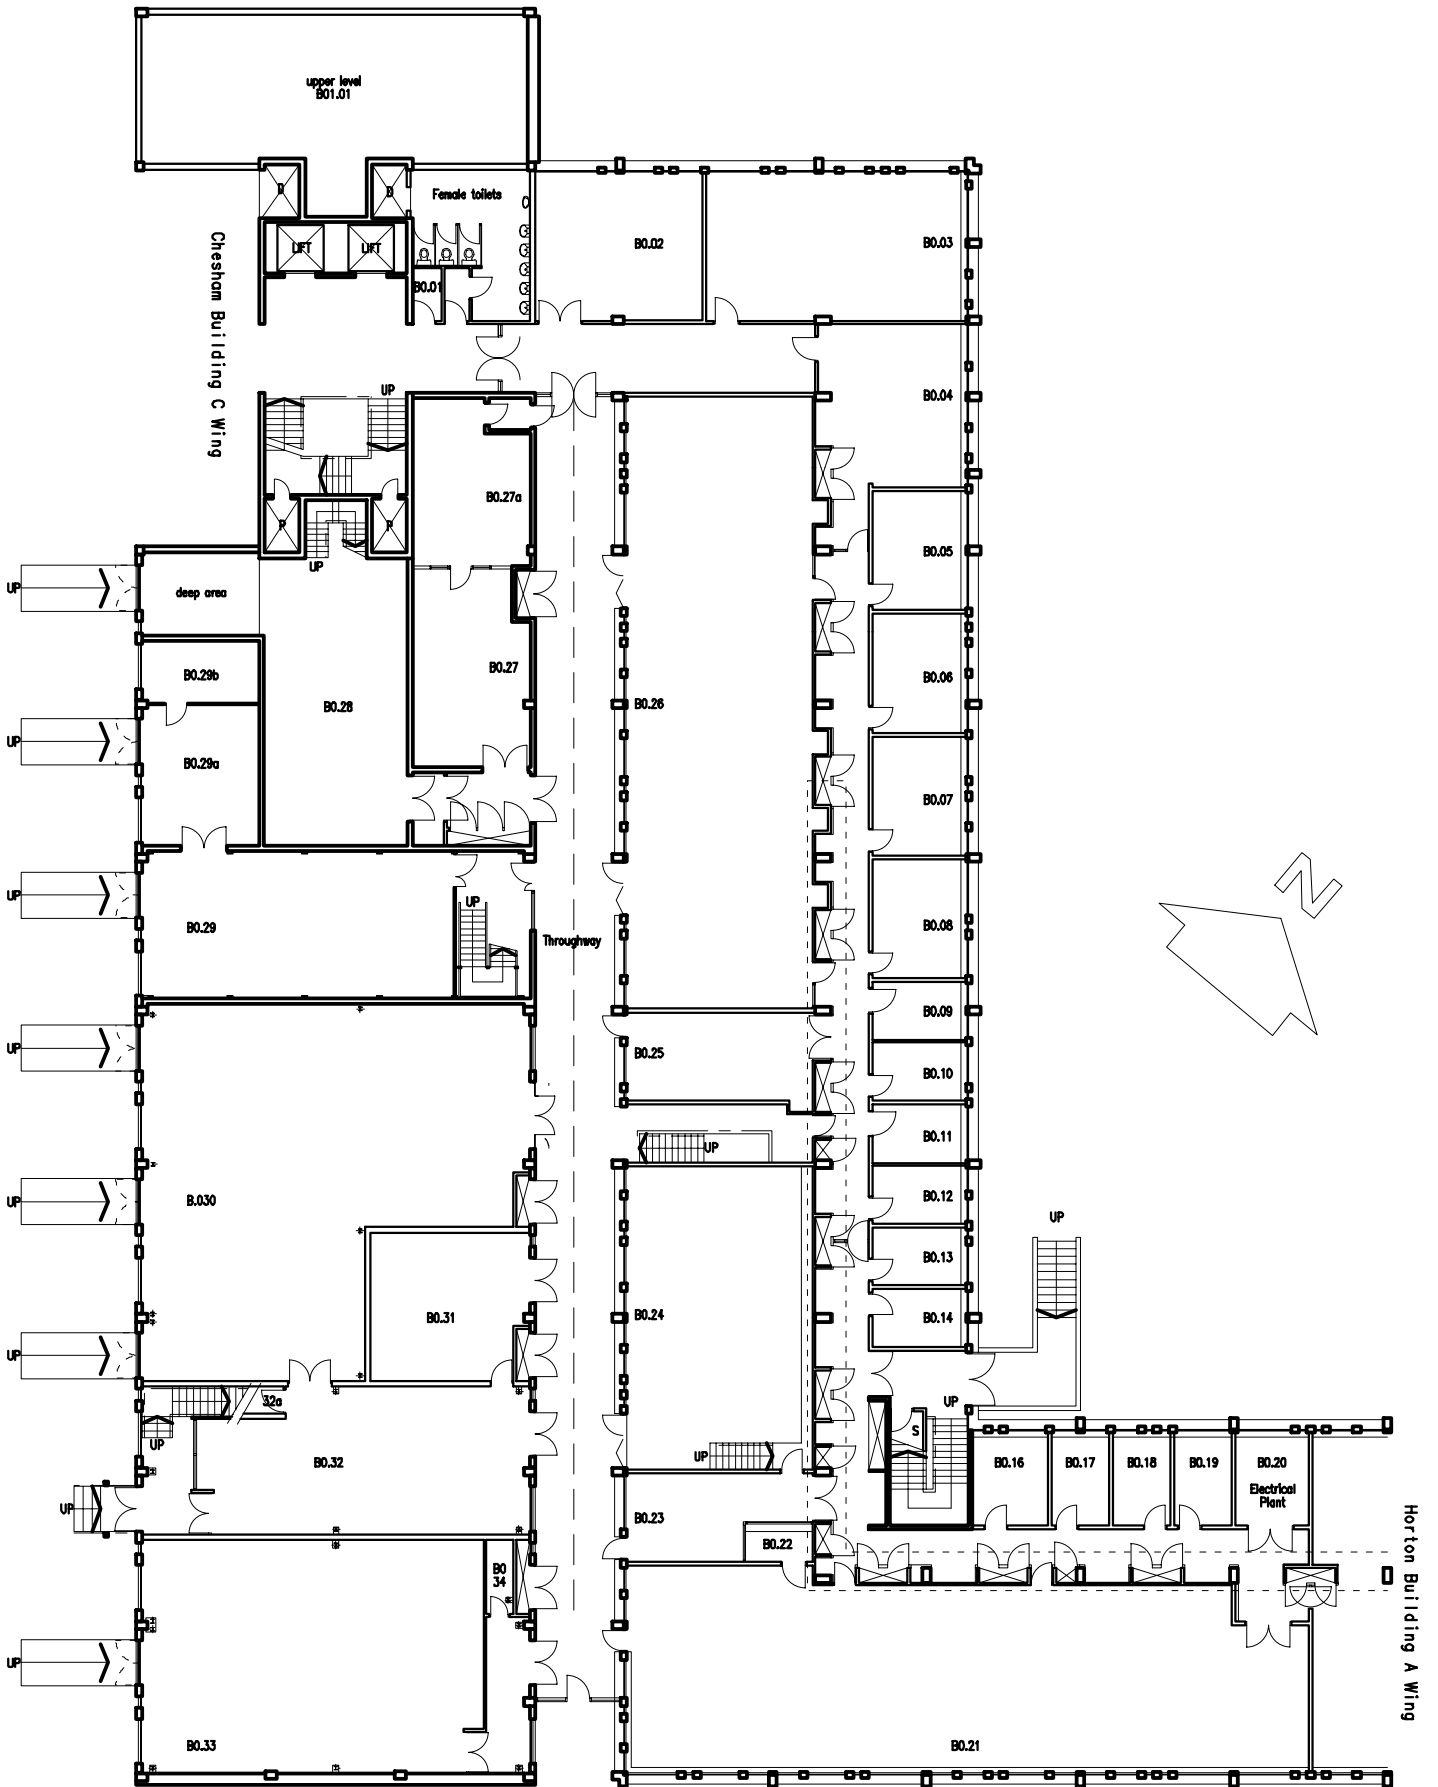 upper level
B01.01
D
D
Female toilets
LIFT
LIFT
B0.01
B0.02
B0.03
Chesham Building C Wing
UP
B0.04
B0.27a
P
P
UP
B0.05
UP
deep area
B0.29b
B0.27
B0.06
B0.28
B0.26
UP
B0.29a
B0.07
UP
UP
B0.08
B0.29
Throughway
N
B0.09
UP
B0.25
B0.10
B0.11
UP
UP
B.030
B0.12
UP
B0.13
B0.24
B0.31
B0.14
UP
32a
UP
UP
S
UP
B0.32
B0.16
B0.17
B0.18
B0.19
B0.20
Electrical
Plant
UP
B0.23
B0.22
B0
34
Horton Building A Wing
UP
B0.33
B0.21